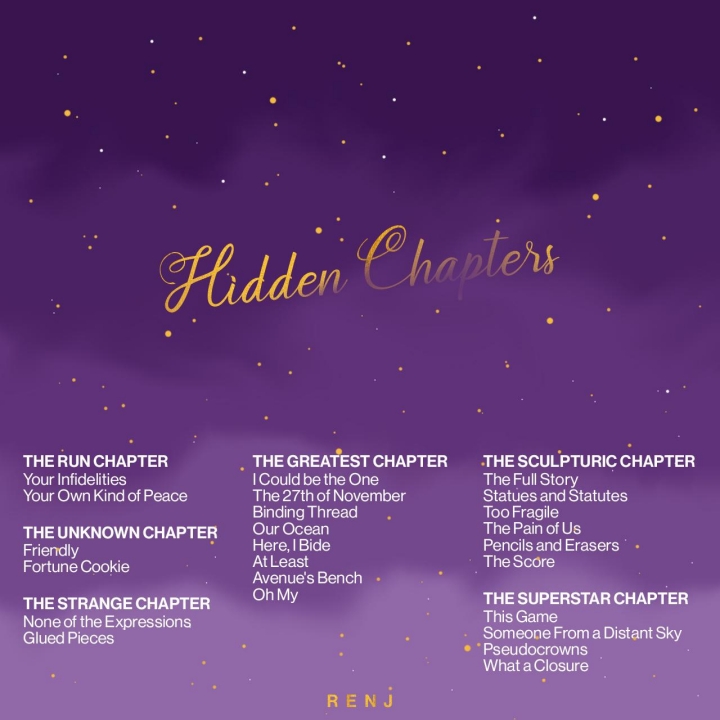 Hidden Chapters
THE RUN CHAPTER
Your Infidelities
Your Own Kind of Peace
THE UNKNOWN CHAPTER
Friendly
Fortune Cookie
THE STRANGE CHAPTER
None of the Expressions
Glued Pieces
THE GREATEST CHAPTER
I Could be the One
The 27th of November
Binding Thread
Our Ocean
Here, I Bide
At Least
Avenue's Bench
Oh My
THE SCULPTURIC CHAPTER
The Full Story
Statues and Statutes
Too Fragile
The Pain of Us
Pencils and Erasers
The Score
THE SUPERSTAR CHAPTER
This Game
Someone From a Distant Sky
Pseudocrowns
What a Closure
RENJ